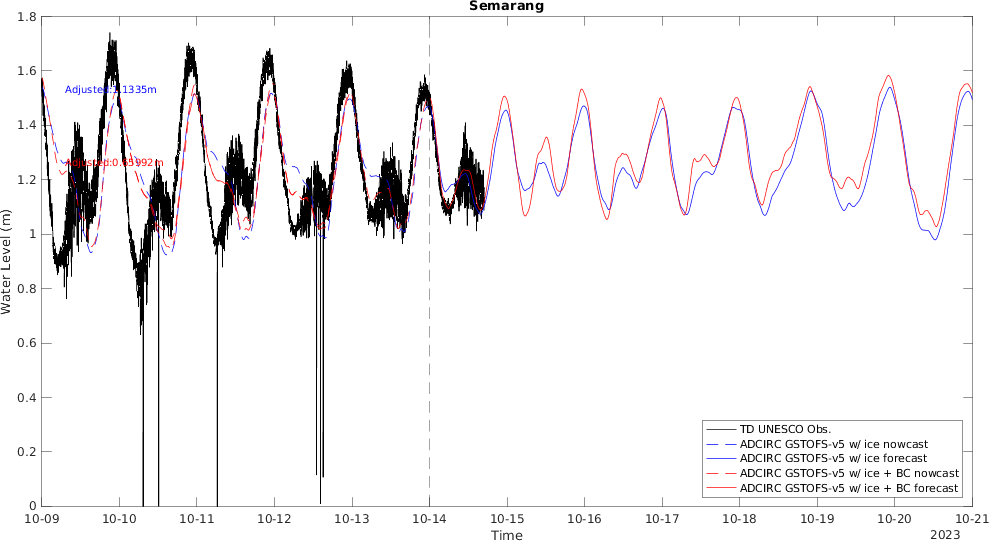 Semarang
1.8
1.6
1.4
1.2
1
0.8
0.6
0.4
0.2
0
Water Level (m)
Adjusted:1.1335m
Adjusted:0.65992m
TD UNESCO Obs.
ADCIRC GSTOFS-v5 w/ ice nowcast
ADCIRC GSTOFS-v5 w/ ice forecast
ADCIRC GSTOFS-v5 w/ ice + BC nowcast
ADCIRC GSTOFS-v5 w/ ice + BC forecast
10-09 10-10 10-11 10-12 10-13 10-14 10-15 10-16 10-17 10-18 10-19 10-20 10-21
Time
2023